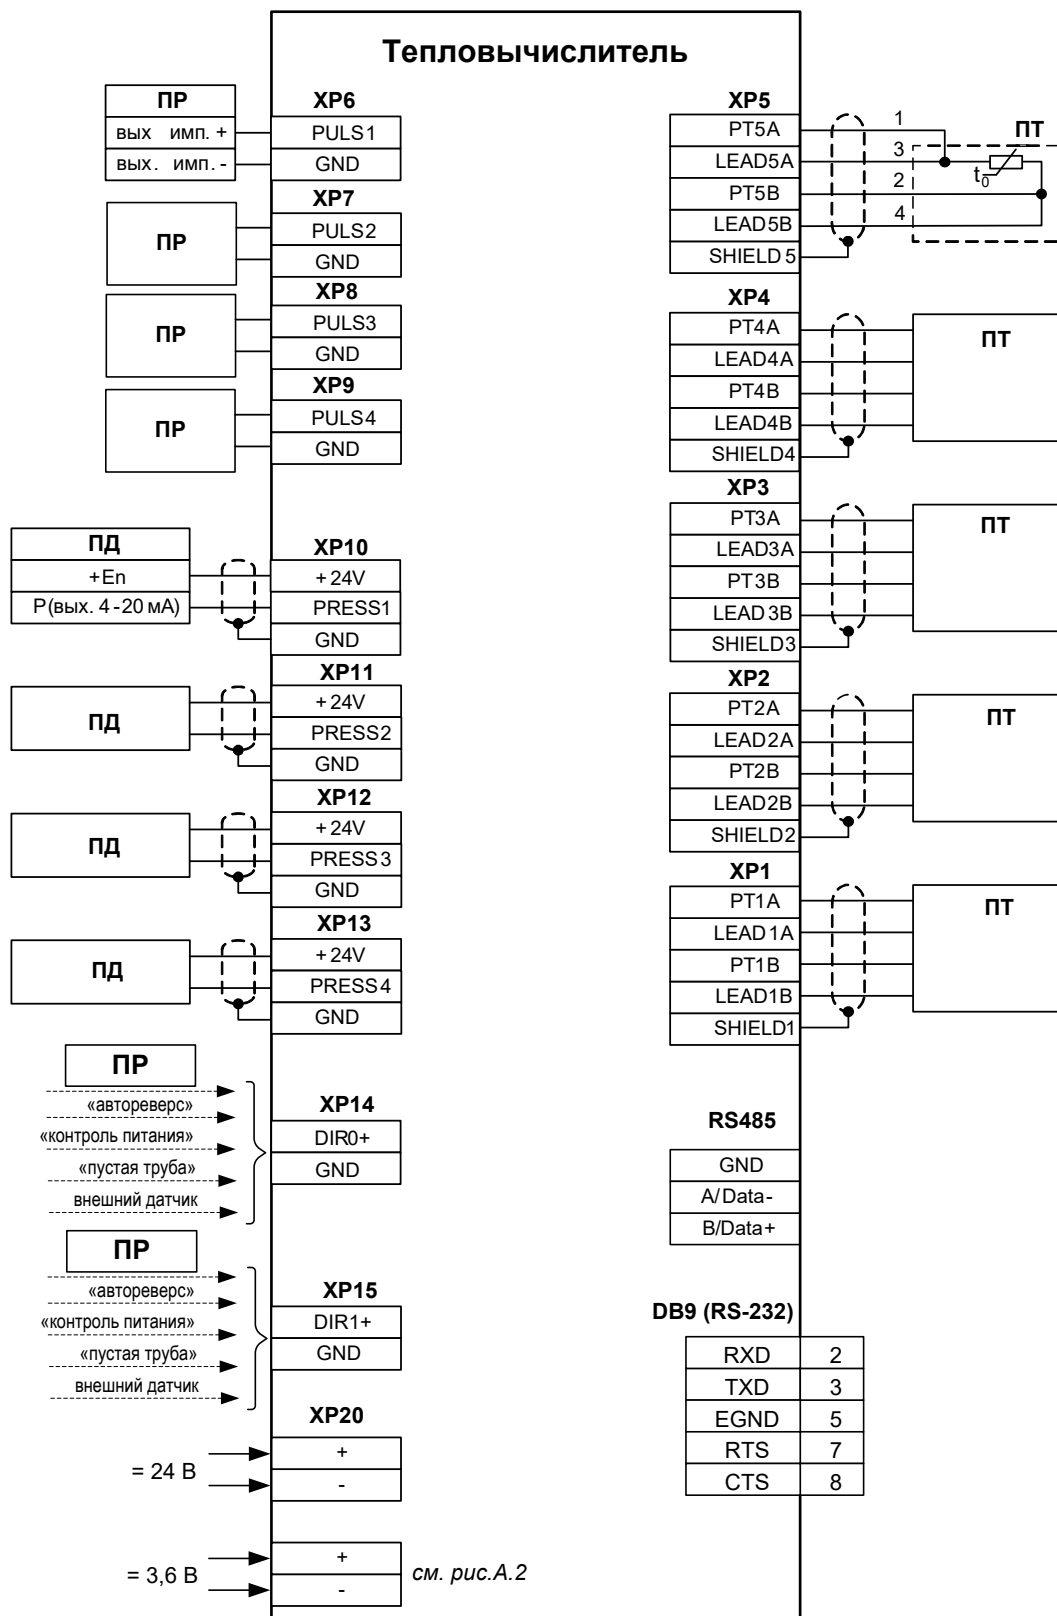 Тепловычислитель
ПР
вых имп. +
вых. имп. -
XP6
PULS1
GND
ПР
XP7
PULS2
GND
ПР
XP8
PULS3
GND
ПР
XP9
PULS4
GND
ПД
+En
P(вых. 4-20 мА)
XP10
+24V
PRESS1
GND
ПД
XP11
+24V
PRESS2
GND
ПД
XP12
+24V
PRESS3
GND
ПД
XP13
+24V
PRESS4
GND
ПР
«автореверс»
«контроль питания»
«пустая труба»
внешний датчик
XP14
DIR0+
GND
ПР
«автореверс»
«контроль питания»
«пустая труба»
внешний датчик
XP15
DIR1+
GND
XP20
= 24 В
+
-
= 3,6 В
+
-
см. рис.А.2
XP5
PT5A
LEAD5A
PT5B
LEAD5B
SHIELD5
1
3
2
4
ПТ
t0
XP4
PT4A
LEAD4A
PT4B
LEAD4B
SHIELD4
ПТ
XP3
PT3A
LEAD3A
PT3B
LEAD3B
SHIELD3
ПТ
XP2
PT2A
LEAD2A
PT2B
LEAD2B
SHIELD2
ПТ
XP1
PT1A
LEAD1A
PT1B
LEAD1B
SHIELD1
ПТ
RS485
GND
A/Data-
B/Data+
DB9 (RS-232)
RXD 2
TXD 3
EGND 5
RTS 7
CTS 8